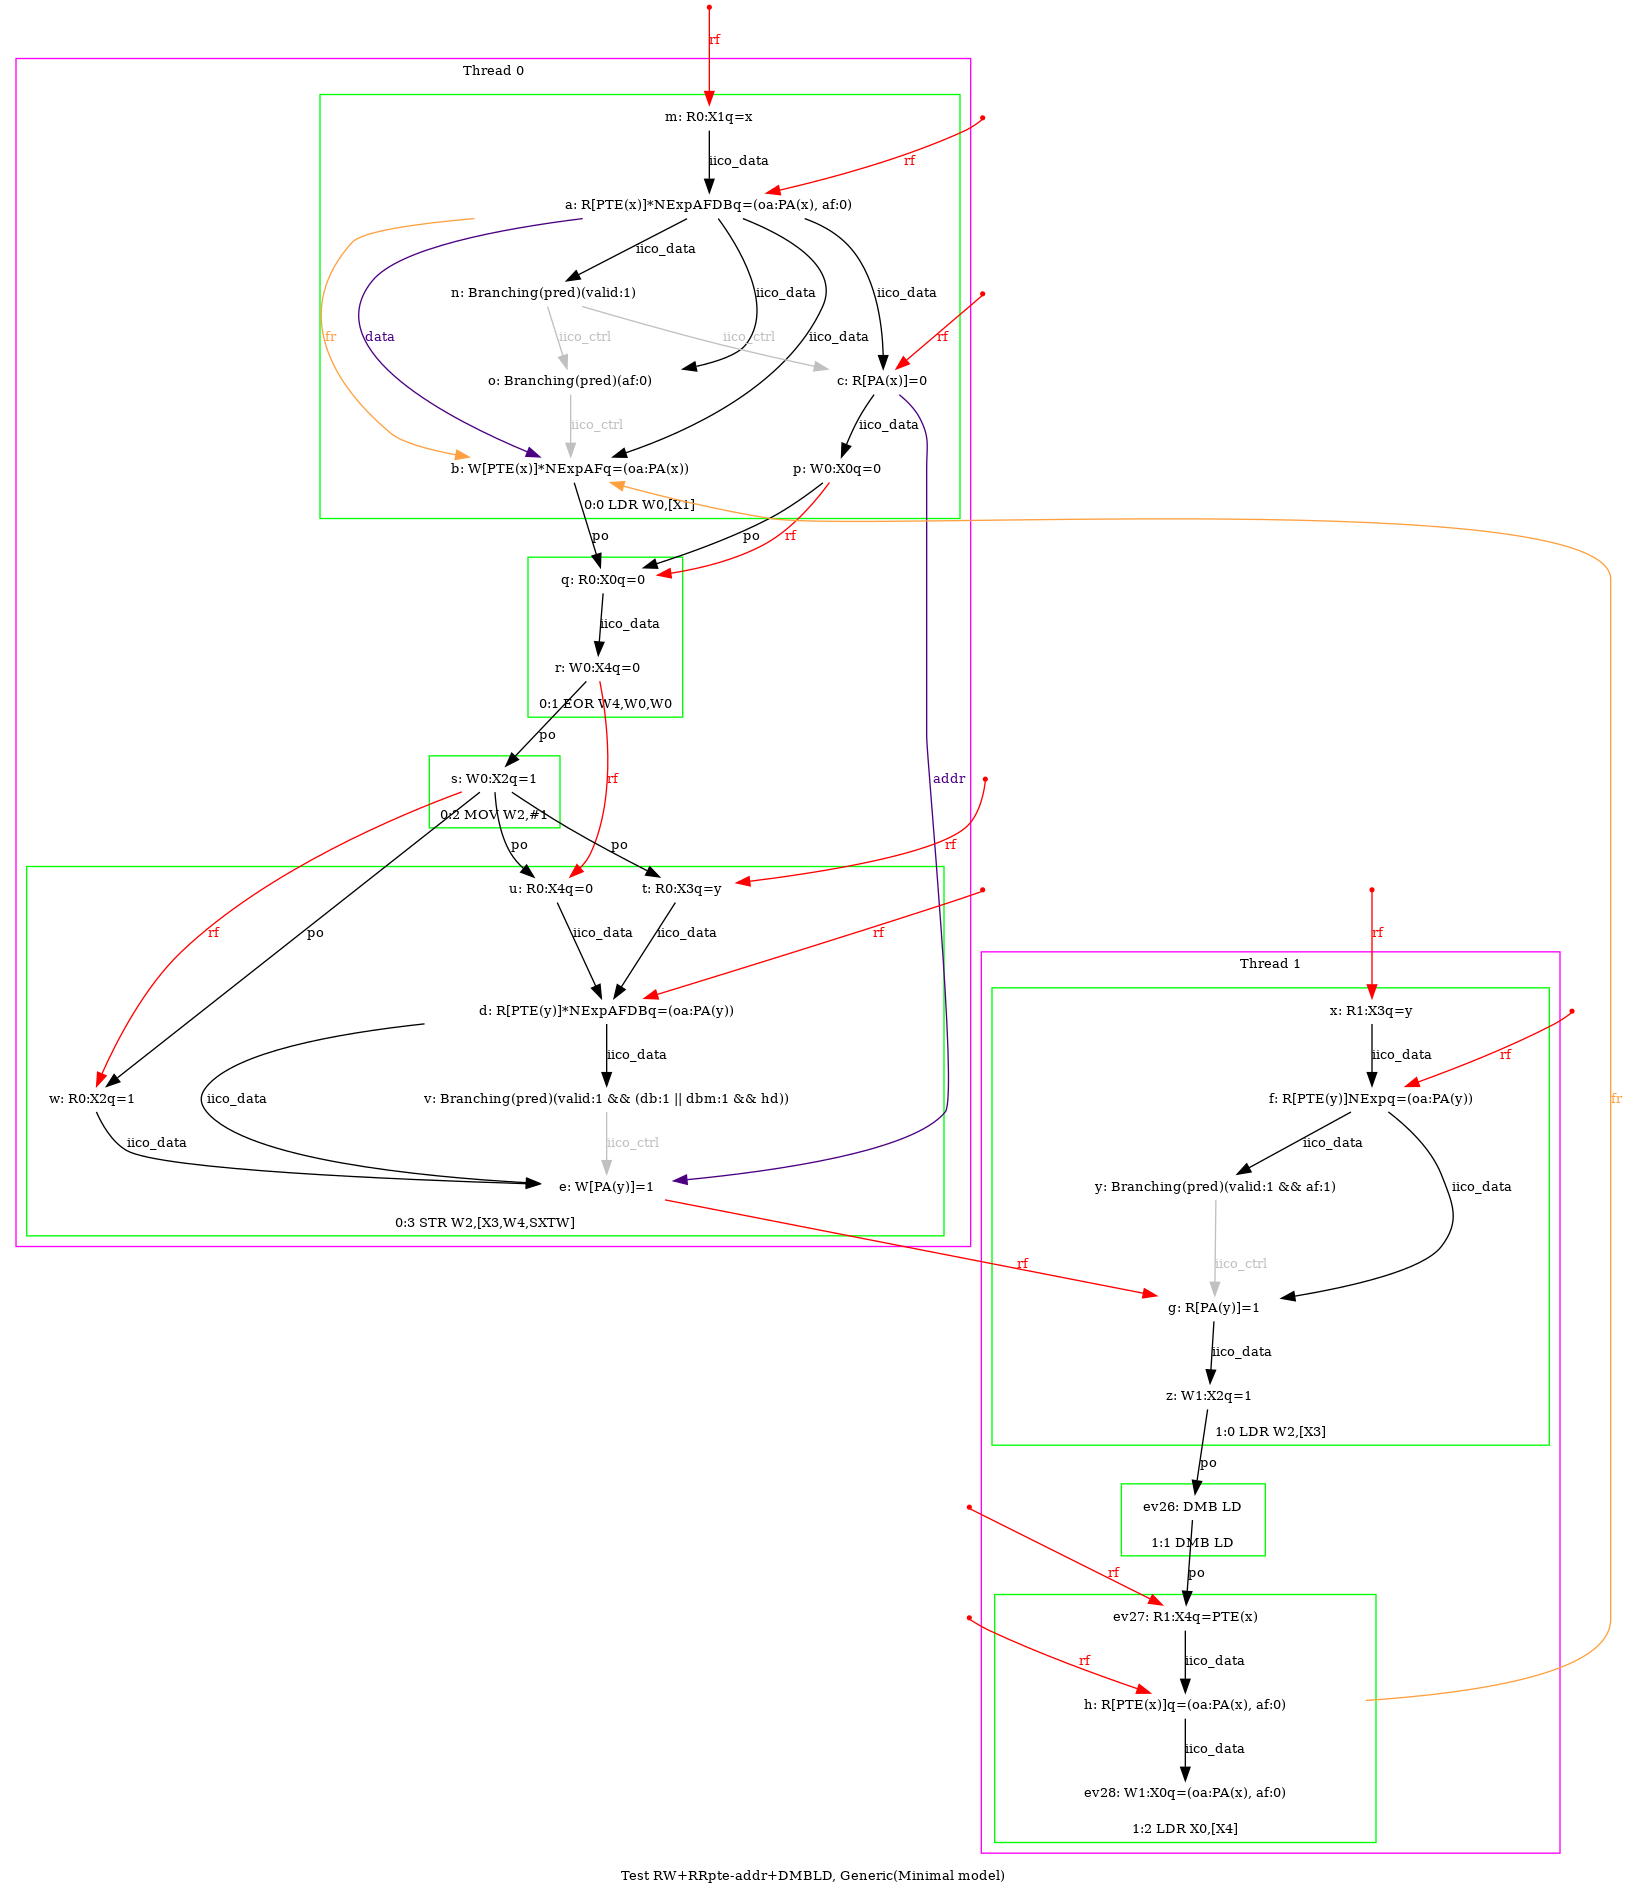 rf
Thread 0
m: R0:X1q=x
iico_data
rf
a: R[PTE(x)]*NExpAFDBq=(oa:PA(x), af:0)
iico_data
n: Branching(pred)(valid:1)
iico_data
iico_data
fr
data
iico_ctrl
iico_ctrl
iico_data
rf
o: Branching(pred)(af:0)
c: R[PA(x)]=0
iico_ctrl
iico_data
b: W[PTE(x)]*NExpAFq=(oa:PA(x))
p: W0:X0q=0
0:0 LDR W0,[X1]
po
po
rf
q: R0:X0q=0
iico_data
r: W0:X4q=0
0:1 EOR W4,W0,W0
po
s: W0:X2q=1
rf
addr
0:2 MOV W2,#1
po
po
rf
u: R0:X4q=0
t: R0:X3q=y
rf
po
iico_data
iico_data
rf
rf
Thread 1
d: R[PTE(y)]*NExpAFDBq=(oa:PA(y))
x: R1:X3q=y
iico_data
iico_data
rf
w: R0:X2q=1
iico_data
v: Branching(pred)(valid:1 && (db:1 || dbm:1 && hd))
f: R[PTE(y)]NExpq=(oa:PA(y))
fr
iico_data
iico_ctrl
iico_data
e: W[PA(y)]=1
y: Branching(pred)(valid:1 && af:1)
iico_data
0:3 STR W2,[X3,W4,SXTW]
rf
iico_ctrl
g: R[PA(y)]=1
iico_data
z: W1:X2q=1
1:0 LDR W2,[X3]
po
ev26: DMB LD
1:1 DMB LD
rf
po
ev27: R1:X4q=PTE(x)
rf
iico_data
h: R[PTE(x)]q=(oa:PA(x), af:0)
iico_data
ev28: W1:X0q=(oa:PA(x), af:0)
1:2 LDR X0,[X4]
Test RW+RRpte-addr+DMBLD, Generic(Minimal model)